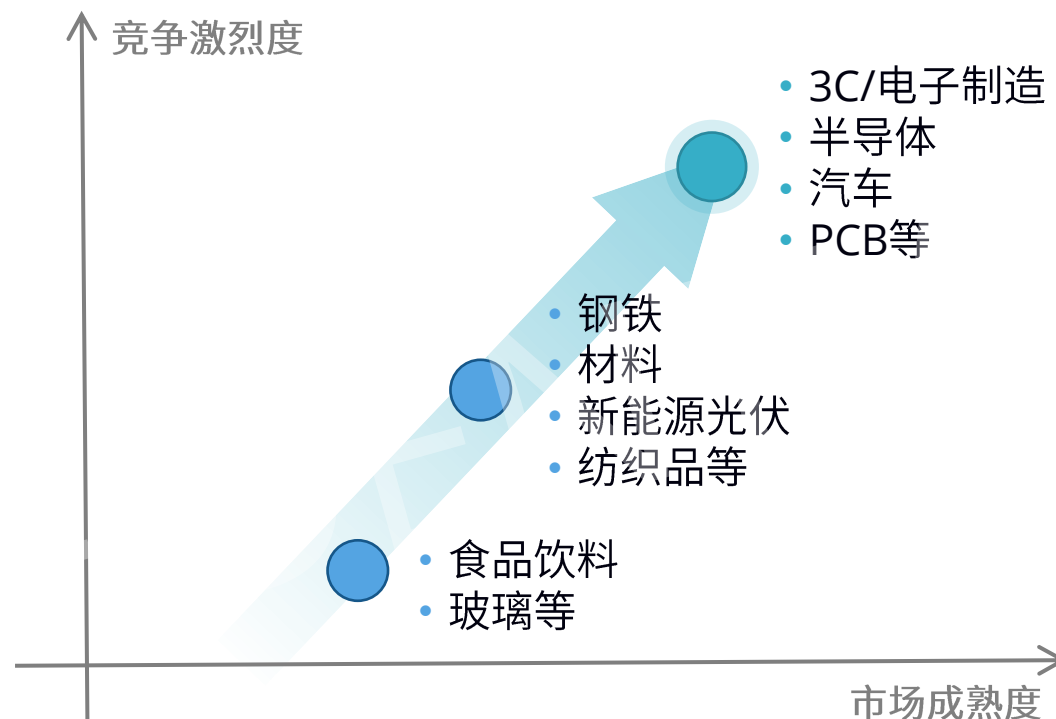 竞争激烈度
3C/电子制造
半导体
汽车
PCB等
钢铁
材料
新能源光伏
纺织品等
食品饮料
玻璃等
市场成熟度